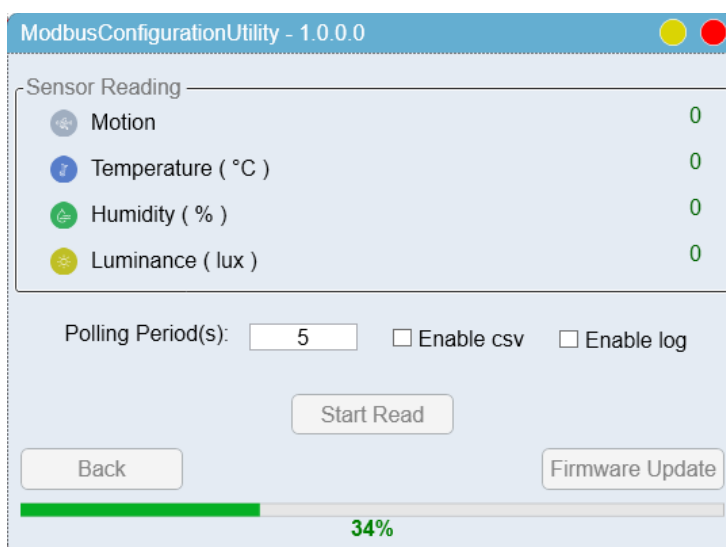 ModbusConfigurationUtility - 1.0.0.0
Sensor Reading
Motion 0
Temperature ( °C ) 0
Humidity ( % ) 0
Luminance ( lux ) 0
Polling Period(s): 5 Enable csv Enable log
Start Read
Back Firmware Update
34%